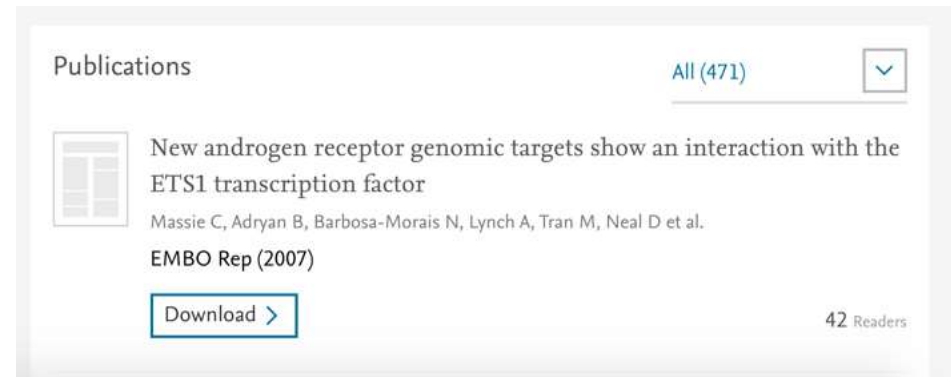 Publications
All (471)
New androgen receptor genomic targets show an interaction with the
ETS1 transcription factor
Massie C, Adryan B, Barbosa-Morais N, Lynch A, Tran M, Neal D et al.
EMBO Rep (2007)
Download
42 Readers